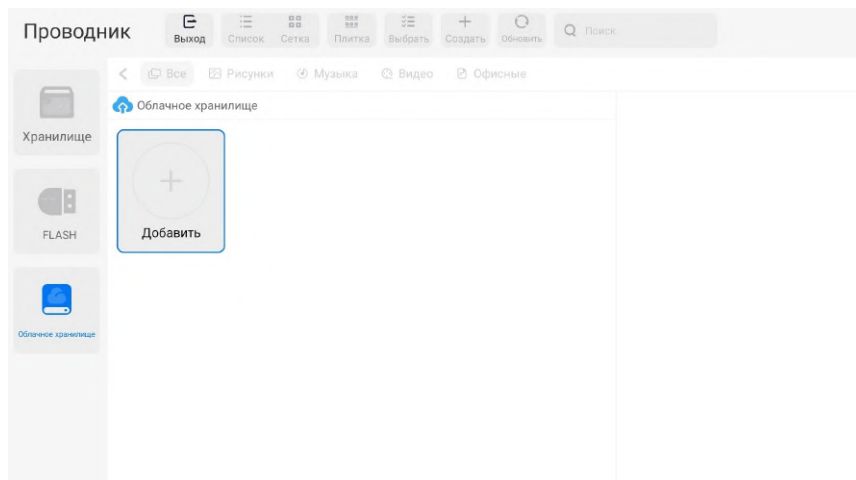 Проводник
Выход Список Сетка Плитка Выбрать Создать Обновить Поиск
Все Рисунки Музыка Видео Офисные
Облачное хранилище
Хранилище
Добавить
FLASH
Облачное хранилище